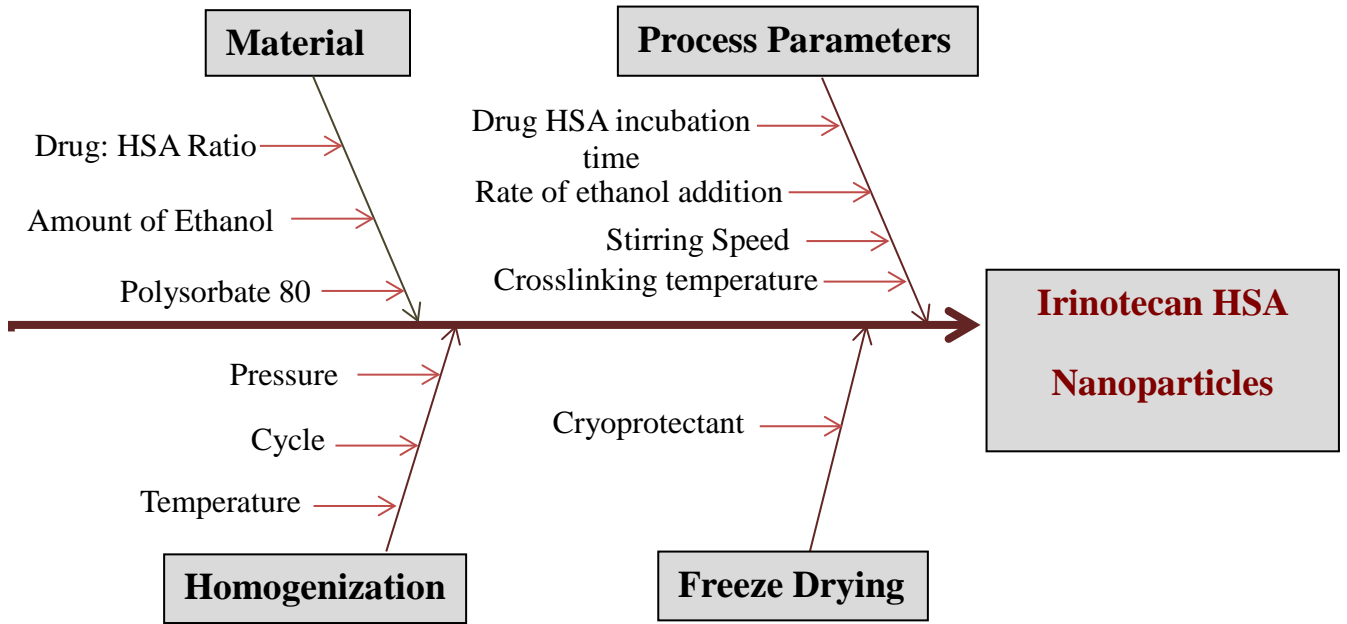 Material
Process Parameters
Drug: HSA Ratio
Amount of Ethanol
Polysorbate 80
Drug HSA incubation
time
Rate of ethanol addition
Stirring Speed
Crosslinking temperature
Irinotecan HSA
Nanoparticles
Pressure
Cycle
Temperature
Cryoprotectant
Homogenization
Freeze Drying